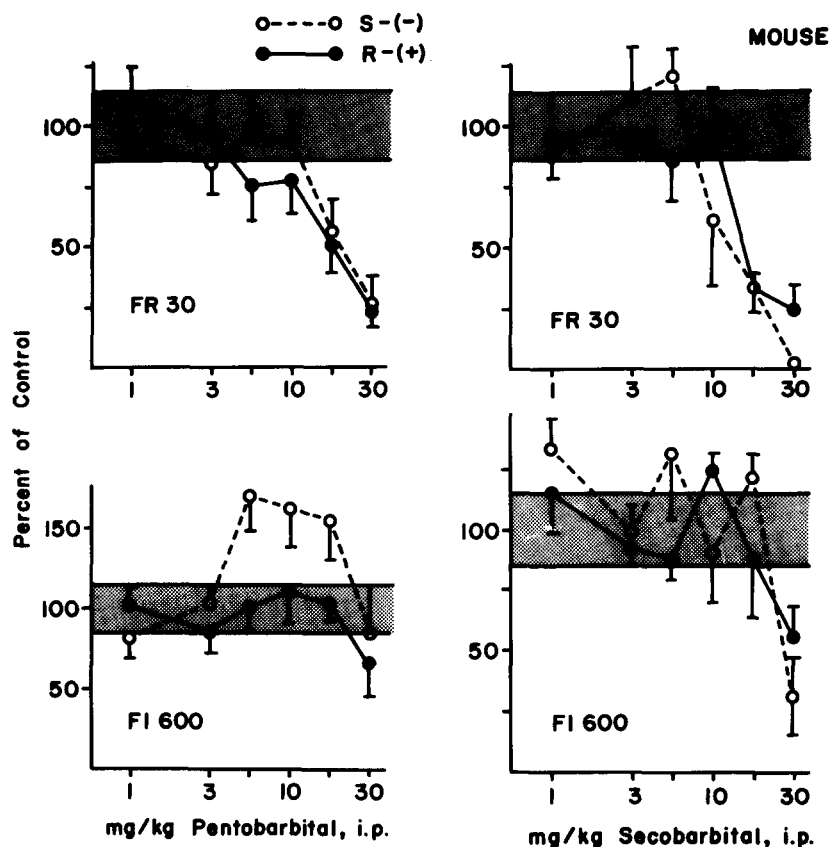 S-(-)
R-(+)
MOUSE
Percent of Control
100
50
FR 30
1 3 10 30
100
50
FR 30
1 3 10 30
150
100
50
FI 600
1 3 10 30
mg/kg Pentobarbital, i.p.
100
50
FI 600
1 3 10 30
mg/kg Secobarbital, i.p.